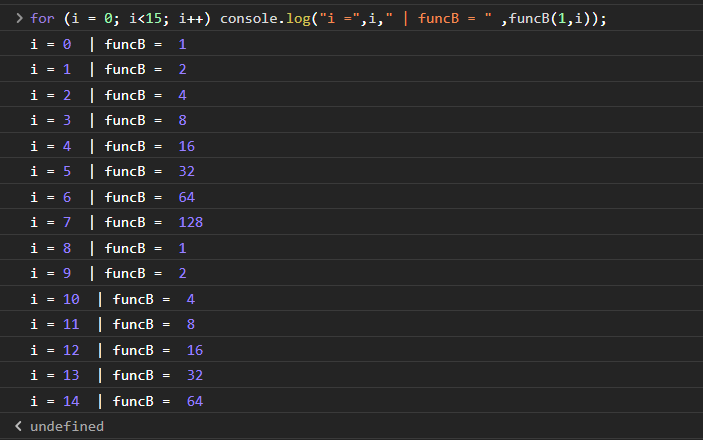 > for (i = 0; i<15; i++) console.log("i =",i," | funcB = " ,funcB(1,i));
i = 0 | funcB = 1
i = 1 | funcB = 2
i = 2 | funcB = 4
i = 3 | funcB = 8
i = 4 | funcB = 16
i = 5 | funcB = 32
i = 6 | funcB = 64
i = 7 | funcB = 128
i = 8 | funcB = 1
i = 9 | funcB = 2
i = 10 | funcB = 4
i = 11 | funcB = 8
i = 12 | funcB = 16
i = 13 | funcB = 32
i = 14 | funcB = 64
< undefined